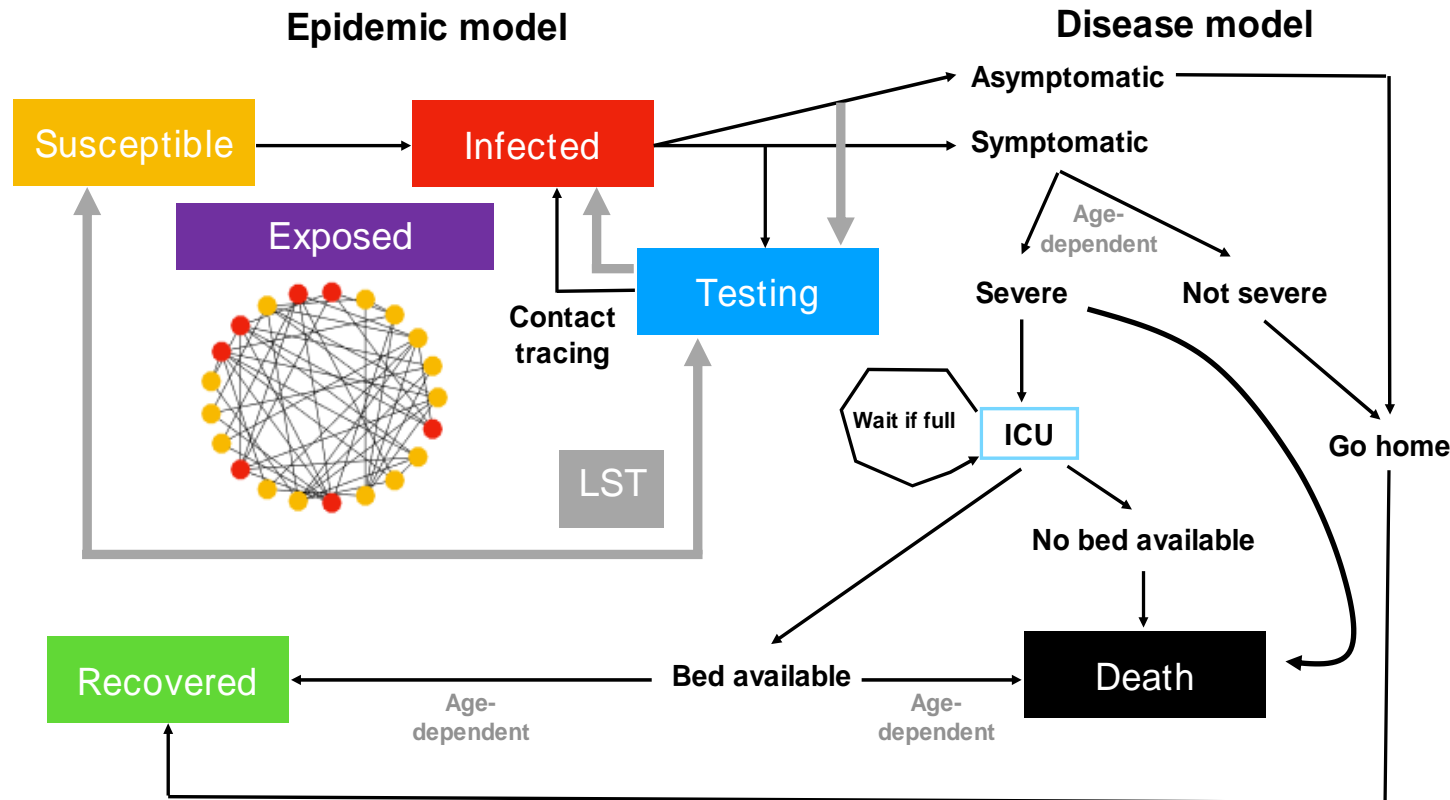 Epidemic model
Disease model
Asymptomatic
Susceptible
Infected
Symptomatic
Exposed
Age-
dependent
Testing
Severe
Not severe
Contact
tracing
Wait if full
ICU
Go home
LST
No bed available
Recovered
Bed available
Death
Age-
dependent
Age-
dependent